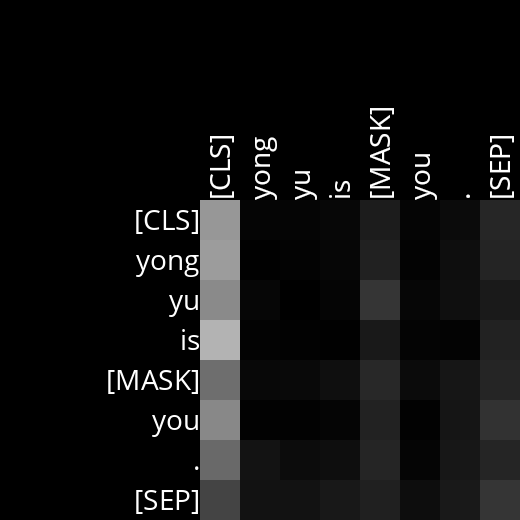 [CLS] yong yu is [MASK] you . [SEP]
[CLS]
yong
yu
is
[MASK]
you
.
[SEP]